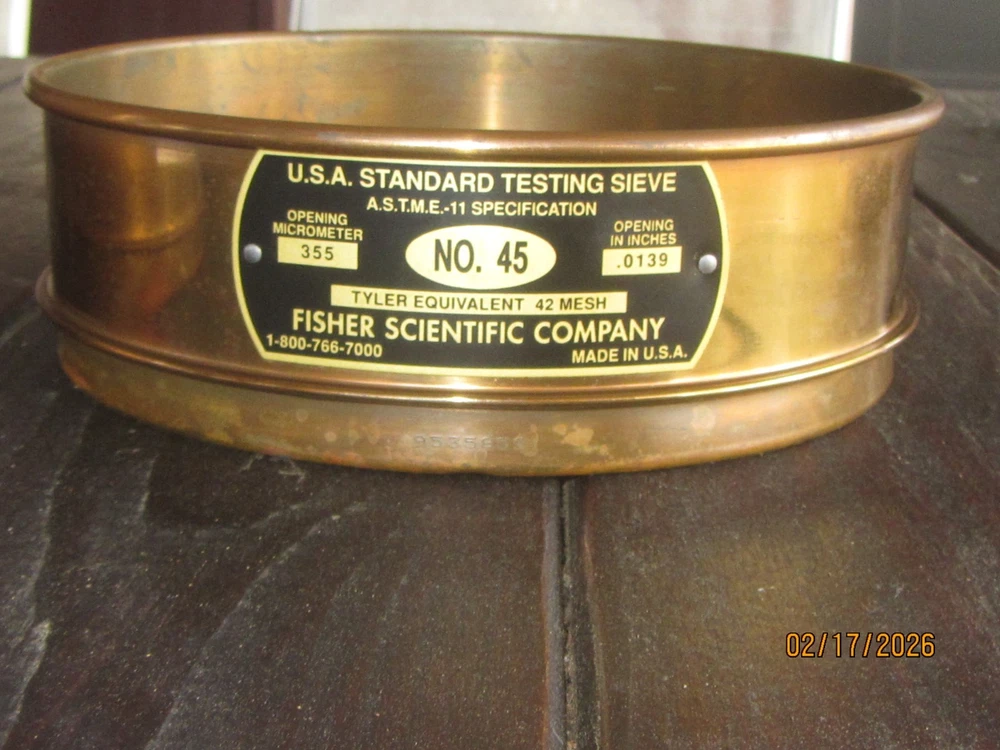 U.S.A. STANDARD TESTING SIEVE
A.S.T.M.E.-11 SPECIFICATION
OPENING
MICROMETER
355
NO. 45
OPENING
IN INCHES
.0139
TYLER EQUIVALENT 42 MESH
FISHER SCIENTIFIC COMPANY
1-800-766-7000
MADE IN U.S.A.
02/17/2026